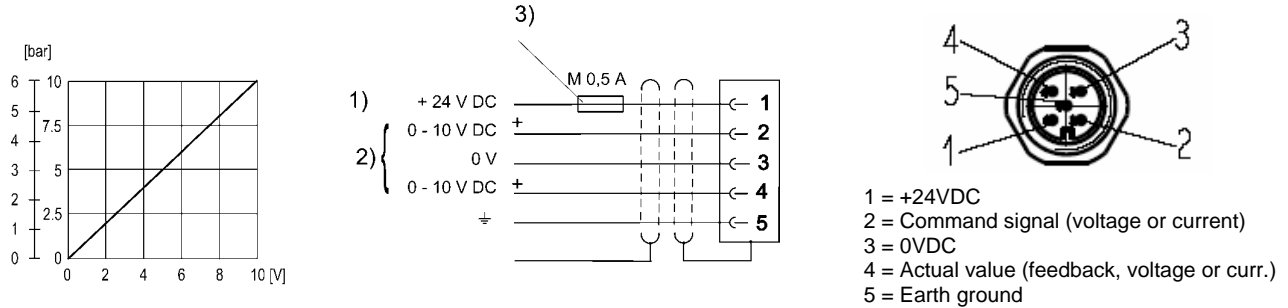 [bar]
6 10
5
7.5
4
3 5
2
2.5
1
0 0
0 2 4 6 8 10 [V]
3)
M 0,5 A
1) + 24 V DC 1
0 - 10 V DC + 2
2) { 0 V 3
0 - 10 V DC + 4
5
4 3
5
1 2
1 = +24VDC
2 = Command signal (voltage or current)
3 = 0VDC
4 = Actual value (feedback, voltage or curr.)
5 = Earth ground